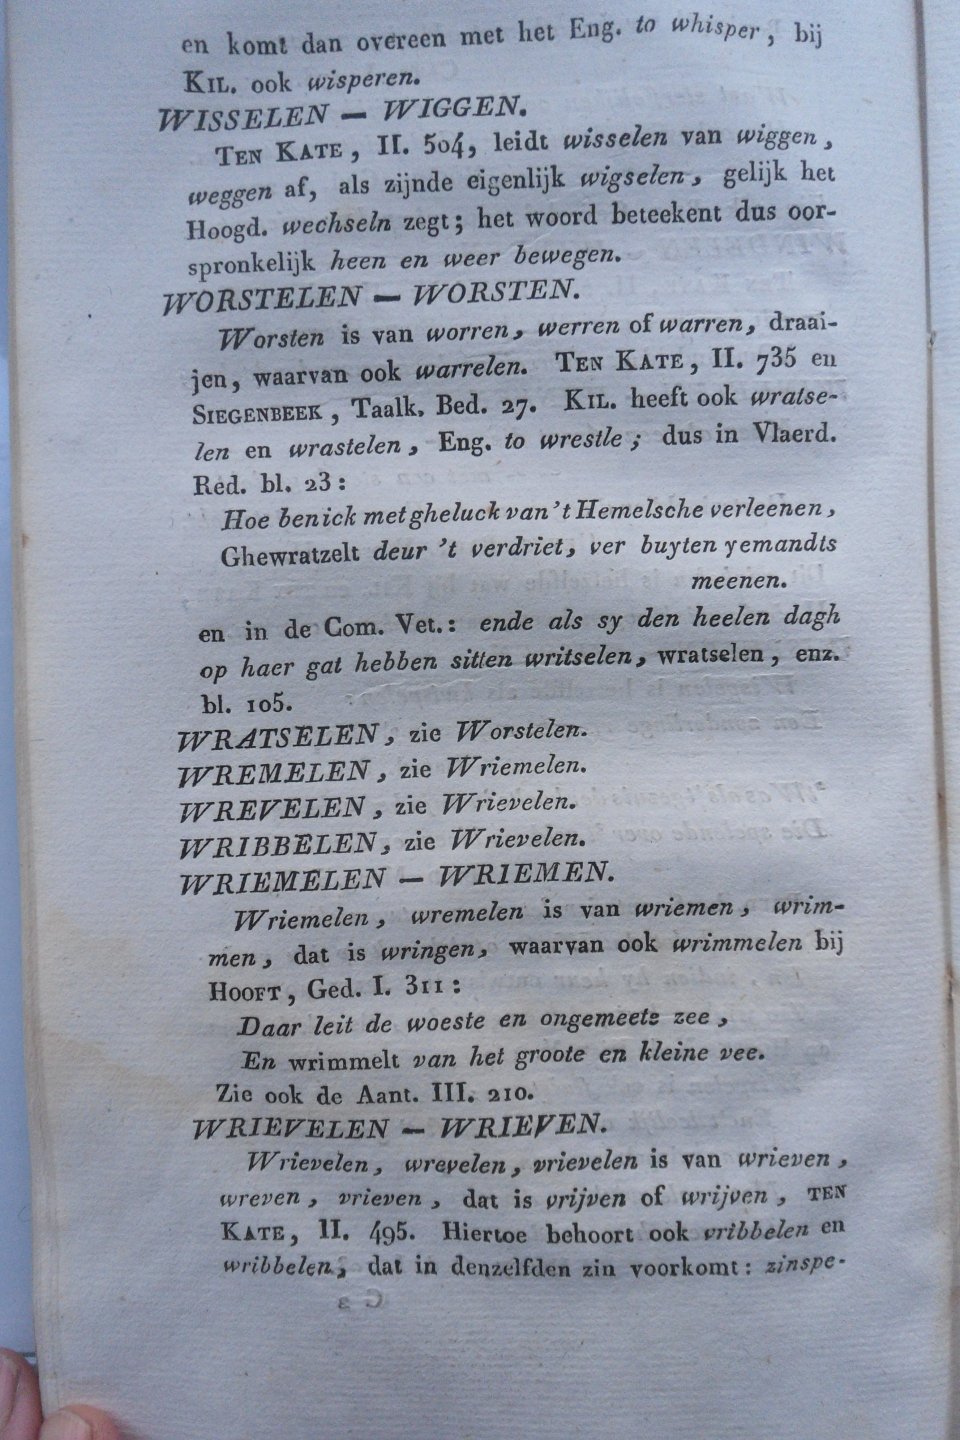 en komt dan overeen met het Eng. to whisper, bij
KIL. ook wisperen.
WISSELEN — WIGGEN.
TEN KATE, II. 504, leidt wisselen van wiggen,
weggen af, als zijnde eigenlijk wigselen, gelijk het
Hoogd. wechseln zegt; het woord beteekent dus oor-
spronkelijk heen en weer bewegen.
WORSTELEN — WORSTEN.
Worsten is van worren, werren of warren, draai-
jen, waarvan ook warrelen. TEN KATE, II. 735 en
SIEGENBEEK, Taalk. Bed. 27. KIL. heeft ook wratse-
len en wrastelen, Eng. to wrestle; dus in Vlaerd.
Red. bl. 23:
Hoe ben ick met gheluck van 't Hemelsche verleenen,
Ghewratzelt deur 't verdriet, ver buyten yemandts
meenen.
en in de Com. Vet.: ende als sy den heelen dagh
op haer gat hebben sitten writselen, wratselen, enz.
bl. 105.
WRATSELEN, zie Worstelen.
WREMELEN, zie Wriemelen.
WREVELEN, zie Wrievelen.
WRIBBELEN, zie Wrievelen.
WRIEMELEN — WRIEMEN.
Wriemelen, wremelen is van wriemen, wrim-
men, dat is wringen, waarvan ook wrimmelen bij
HOOFT, Ged. I. 311:
Daar leit de woeste en ongemeete zee,
En wrimmelt van het groote en kleine vee.
Zie ook de Aant. III. 210.
WRIEVELEN — WRIEVEN.
Wrievelen, wrevelen, vrievelen is van wrieven,
wreven, vrieven, dat is vrijven of wrijven, TEN
KATE, II. 495. Hiertoe behoort ook vribbelen en
wribbelen, dat in denzelfden zin voorkomt: zinspe-